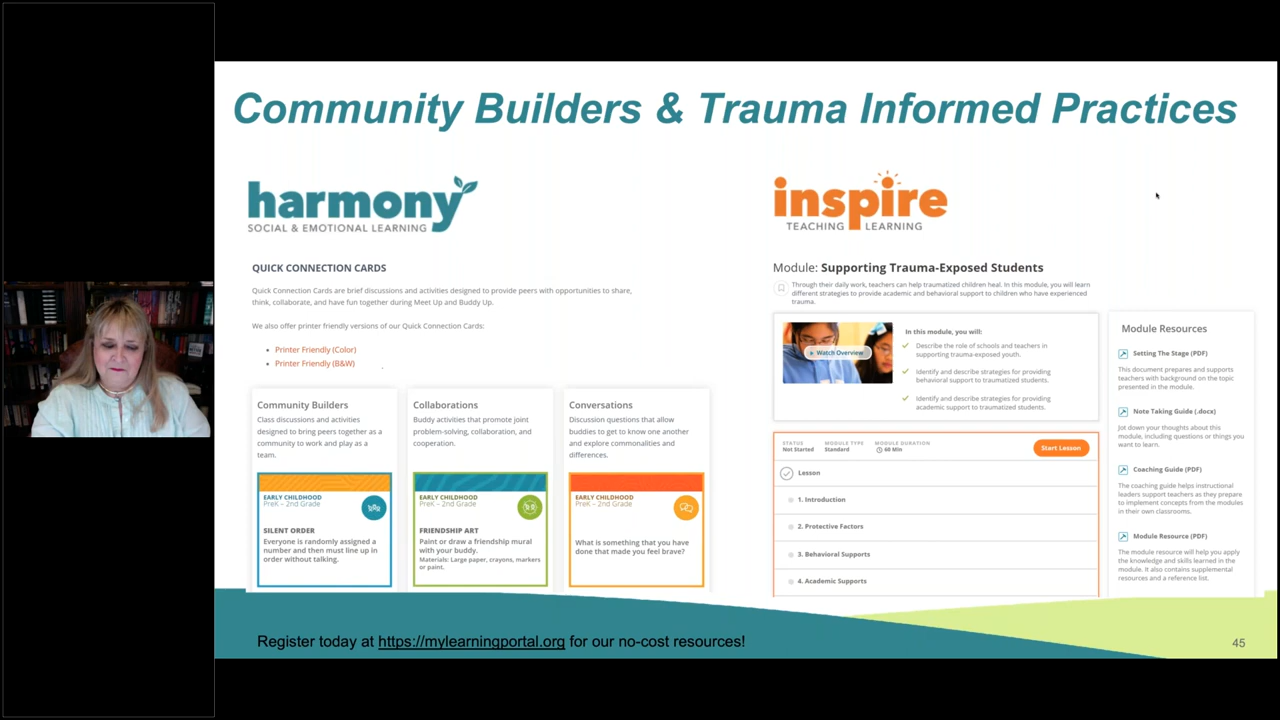 Community Builders & Trauma Informed Practices
harmony
SOCIAL & EMOTIONAL LEARNING
QUICK CONNECTION CARDS
Quick Connection Cards are brief discussions and activities designed to provide peers with opportunities to share,
think, collaborate, and have fun together during Meet Up and Buddy Up.
We also offer printer friendly versions of our Quick Connection Cards:
Printer Friendly (Color)
Printer Friendly (B&W)
Community Builders
Class discussions and activities
designed to bring peers together as a
community to work and play as a
team.
EARLY CHILDHOOD
PreK – 2nd Grade
SILENT ORDER
Everyone is randomly assigned a
number and then must line up in
order without talking.
Collaborations
Buddy activities that promote joint
problem-solving, collaboration, and
cooperation.
EARLY CHILDHOOD
PreK – 2nd Grade
FRIENDSHIP ART
Paint or draw a friendship mural
with your buddy.
Materials: Large paper, crayons, markers
or paint.
Conversations
Discussion questions that allow
buddies to get to know one another
and explore commonalities and
differences.
EARLY CHILDHOOD
PreK – 2nd Grade
What is something that you have
done that made you feel brave?
inspire
TEACHING LEARNING
Module: Supporting Trauma-Exposed Students
Through their daily work, teachers can help traumatized children heal. In this module, you will learn
different strategies to provide academic and behavioral support to children who have experienced
trauma.
Watch Overview
In this module, you will:
Describe the role of schools and teachers in
supporting trauma-exposed youth.
Identify and describe strategies for providing
behavioral support to traumatized students.
Identify and describe strategies for providing
academic support to traumatized students.
STATUS
Not Started
MODULE TYPE
Standard
MODULE DURATION
60 Min
Start Lesson
Lesson
1. Introduction
2. Protective Factors
3. Behavioral Supports
4. Academic Supports
Module Resources
Setting The Stage (PDF)
This document prepares and supports
teachers with background on the topic
presented in the module.
Note Taking Guide (.docx)
Jot down your thoughts about this
module, including questions or things you
want to learn.
Coaching Guide (PDF)
The coaching guide helps instructional
leaders support teachers as they prepare
to implement concepts from the modules
in their own classrooms.
Module Resource (PDF)
The module resource will help you apply
the knowledge and skills learned in the
module. It also contains supplemental
resources and a reference list.
Register today at https://mylearningportal.org for our no-cost resources!
45